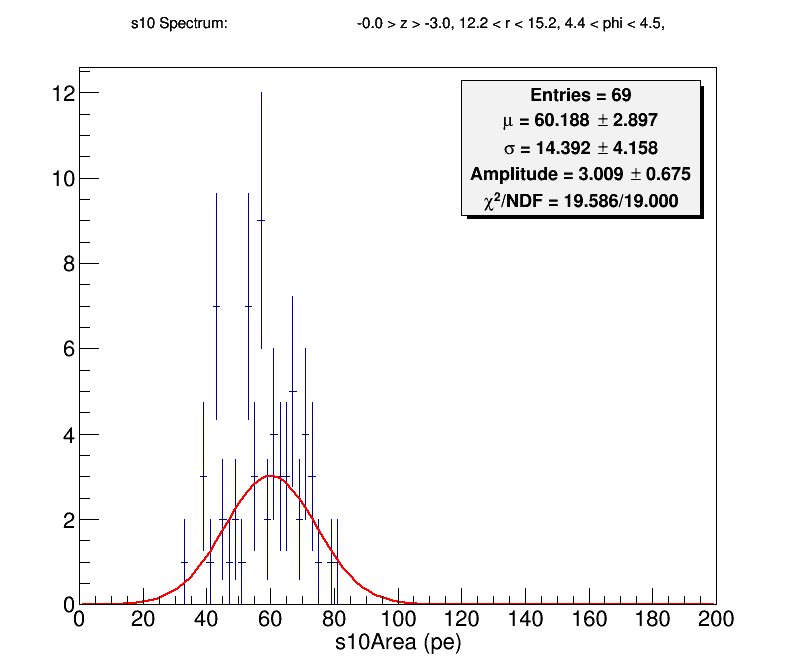 s10 Spectrum: -0.0 > z > -3.0, 12.2 < r < 15.2, 4.4 < phi < 4.5,
Entries = 69
μ = 60.188 ± 2.897
σ = 14.392 ± 4.158
Amplitude = 3.009 ± 0.675
χ²/NDF = 19.586/19.000
12
10
8
6
4
2
0
0 20 40 60 80 100 120 140 160 180 200
s10Area (pe)